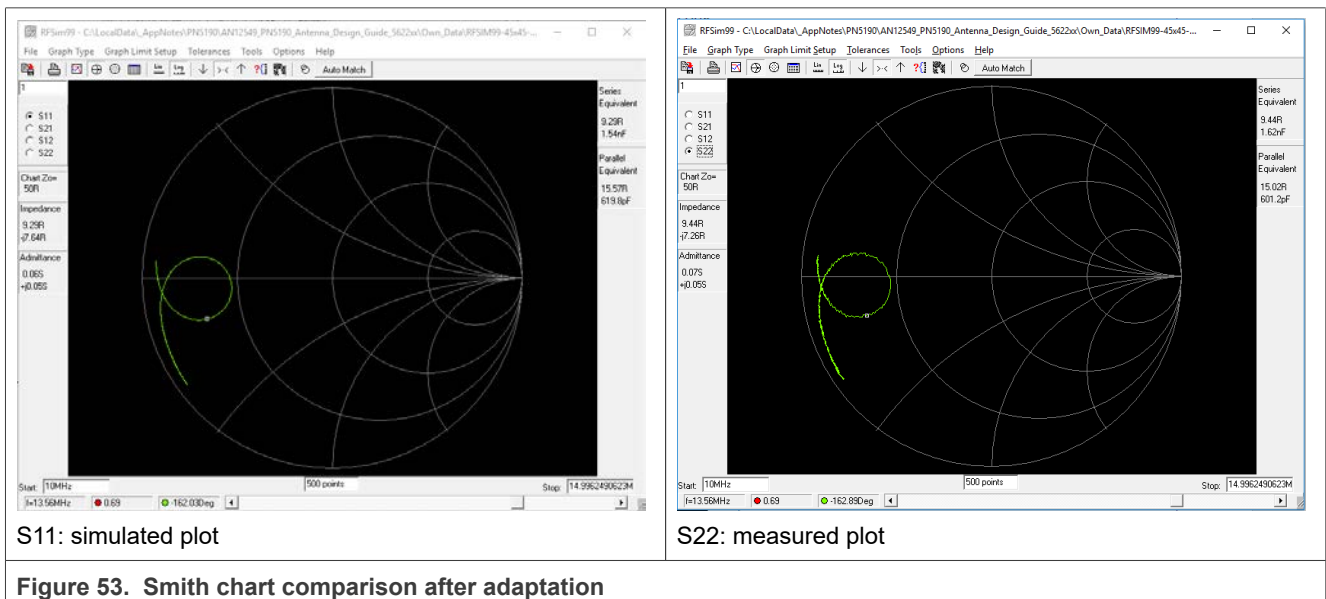 RFSim99 - C:\LocalData\_AppNotes\PN5190\AN12549_PN5190_Antenna_Design_Guide_5622xx\Own_Data\RFSIM99-45x45-...
File Graph Type Graph Limit Setup Tolerances Tools Options Help
Lin Log Auto Match
1
S11
S21
S12
S22
Chart Zo=
50R
Impedance
9.29R
-j7.64R
Admittance
0.06S
+j0.05S
Series
Equivalent
9.29R
1.54nF
Parallel
Equivalent
15.57R
619.8pF
Start: 10MHz 500 points Stop: 14.9962490623M
f=13.56MHz 0.69 -162.03Deg
S11: simulated plot
RFSim99 - C:\LocalData\_AppNotes\PN5190\AN12549_PN5190_Antenna_Design_Guide_5622xx\Own_Data\RFSIM99-45x45-...
File Graph Type Graph Limit Setup Tolerances Tools Options Help
Lin Log Auto Match
1
S11
S21
S12
S22
Chart Zo=
50R
Impedance
9.44R
-j7.26R
Admittance
0.07S
+j0.05S
Series
Equivalent
9.44R
1.62nF
Parallel
Equivalent
15.02R
601.2pF
Start: 10MHz 500 points Stop: 14.9962490623M
f=13.56MHz 0.69 -162.89Deg
S22: measured plot
Figure 53. Smith chart comparison after adaptation